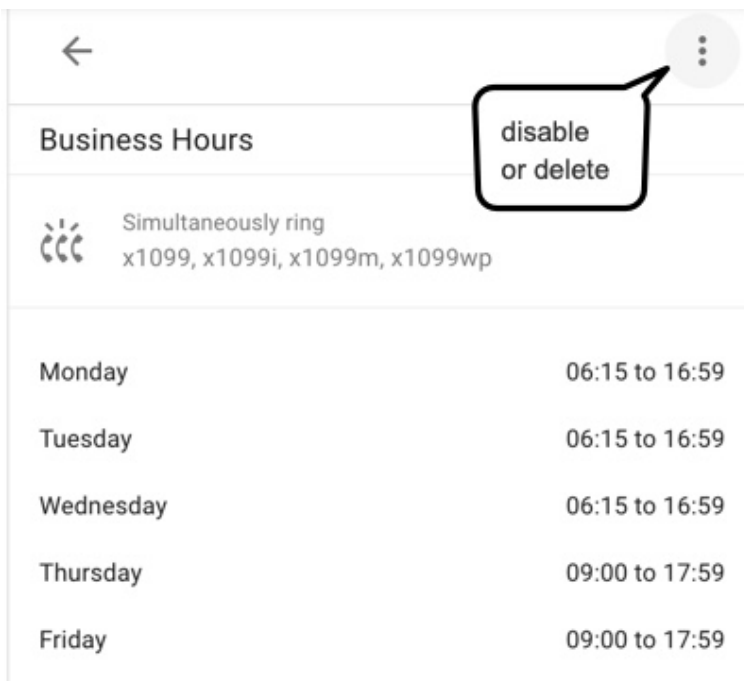 disable
or delete
Business Hours
Simultaneously ring
x1099, x1099i, x1099m, x1099wp
Monday 06:15 to 16:59
Tuesday 06:15 to 16:59
Wednesday 06:15 to 16:59
Thursday 09:00 to 17:59
Friday 09:00 to 17:59